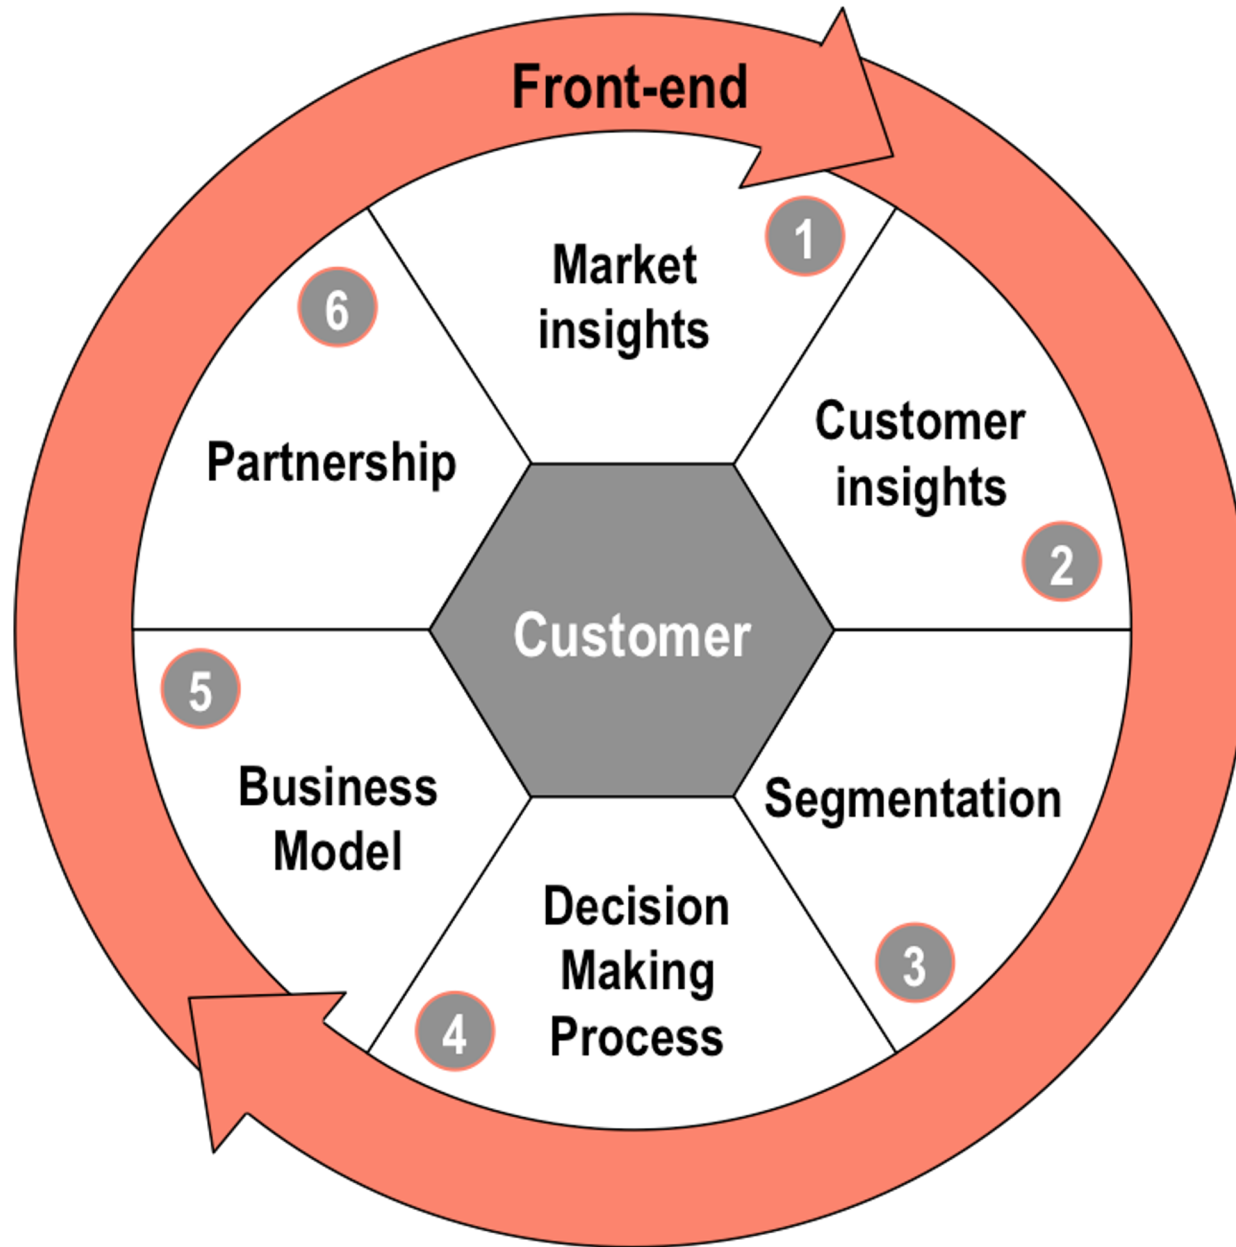 Front-end
1
Market
insights
Customer
insights
2
Segmentation
3
Decision
Making
Process
4
5
Business
Model
6
Partnership
Customer